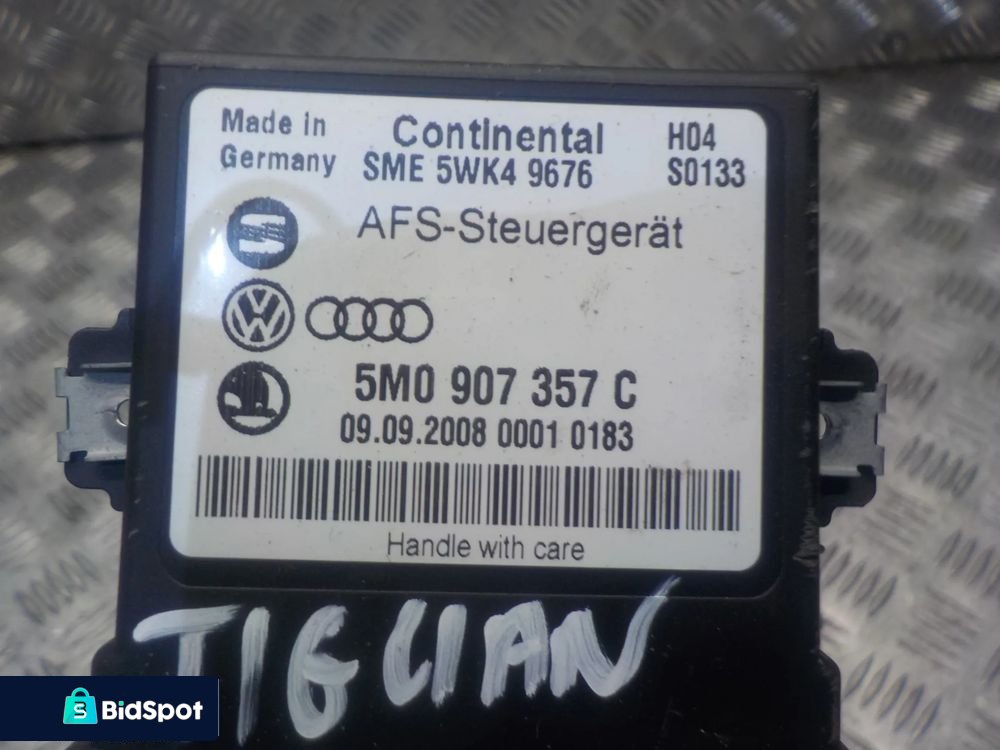 Made in
Germany
Continental
SME 5WK4 9676
H04
S0133
AFS-Steuergerät
5M0 907 357 C
09.09.2008 0001 0183
Handle with care
TIGUAN
BidSpot